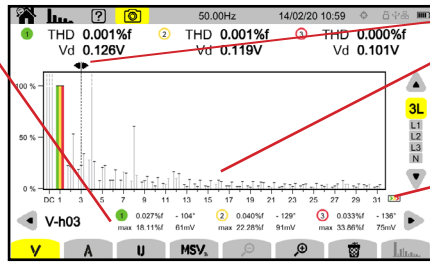 ? 50.00Hz 14/02/20 10:59
1 THD 0.001%f 2 THD 0.001%f 3 THD 0.000%f
Vd 0.126V Vd 0.119V Vd 0.101V
100 %
3L
L1
50 %
L2
L3
N
0 %
DC 1 3 5 7 9 11 13 15 17 19 21 23 25 27 29 31
V-h03 1 0.027%f - 104° 2 0.040%f - 129° 3 0.033%f - 136°
max 18.11%f 61mV max 22.28%f 91mV max 33.86%f 75mV
V A U MSV